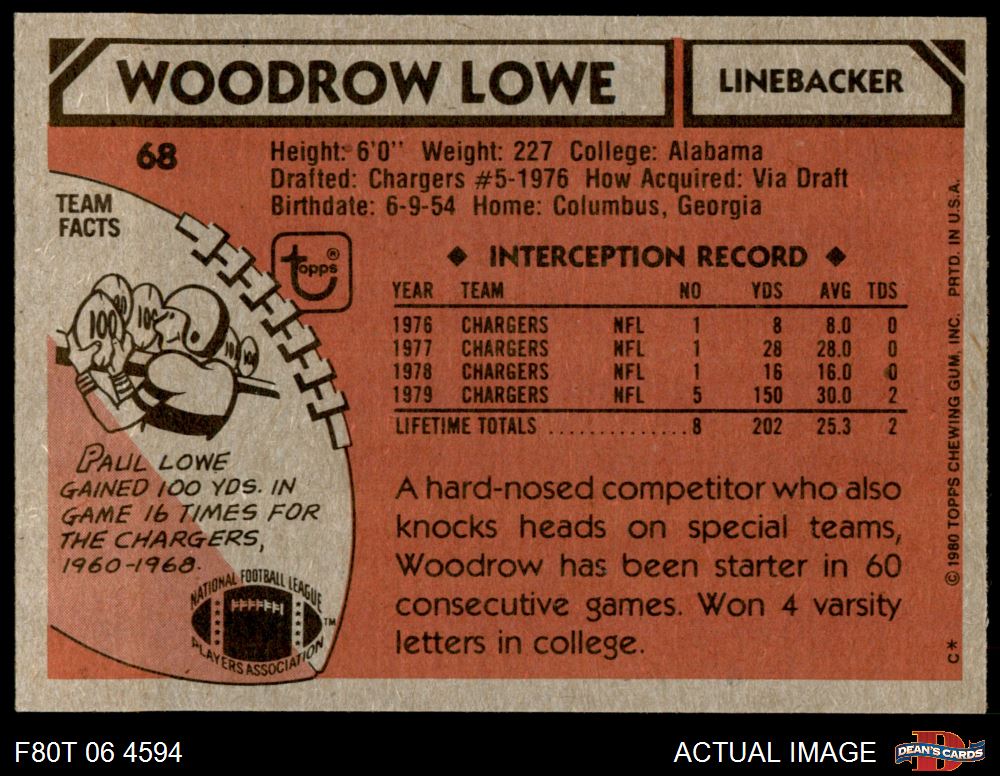 WOODROW LOWE
LINEBACKER
68
Height: 6'0" Weight: 227 College: Alabama
Drafted: Chargers #5-1976 How Acquired: Via Draft
Birthdate: 6-9-54 Home: Columbus, Georgia
TEAM
FACTS
topps®
100
100
PAUL LOWE
GAINED 100 YDS. IN
GAME 16 TIMES FOR
THE CHARGERS,
1960-1968.
NATIONAL FOOTBALL LEAGUE
PLAYERS ASSOCIATION
TM
◆ INTERCEPTION RECORD ◆
YEAR TEAM NO YDS AVG TDS
1976 CHARGERS NFL 1 8 8.0 0
1977 CHARGERS NFL 1 28 28.0 0
1978 CHARGERS NFL 1 16 16.0 0
1979 CHARGERS NFL 5 150 30.0 2
LIFETIME TOTALS ..............8 202 25.3 2
A hard-nosed competitor who also
knocks heads on special teams,
Woodrow has been starter in 60
consecutive games. Won 4 varsity
letters in college.
C* © 1980 TOPPS CHEWING GUM, INC. PRTD. IN U.S.A.
F80T 06 4594
ACTUAL IMAGE
DEAN'S CARDS